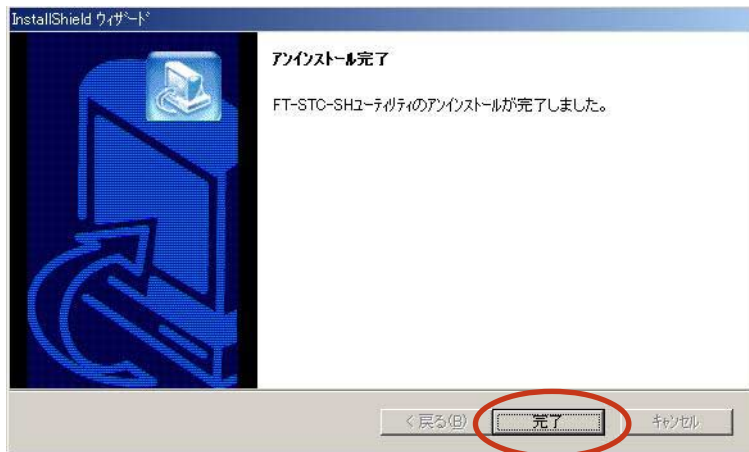 InstallShield ウィザード
アンインストール完了
FT-STC-SHユーティリティのアンインストールが完了しました。
< 戻る(B)
完了
キャンセル